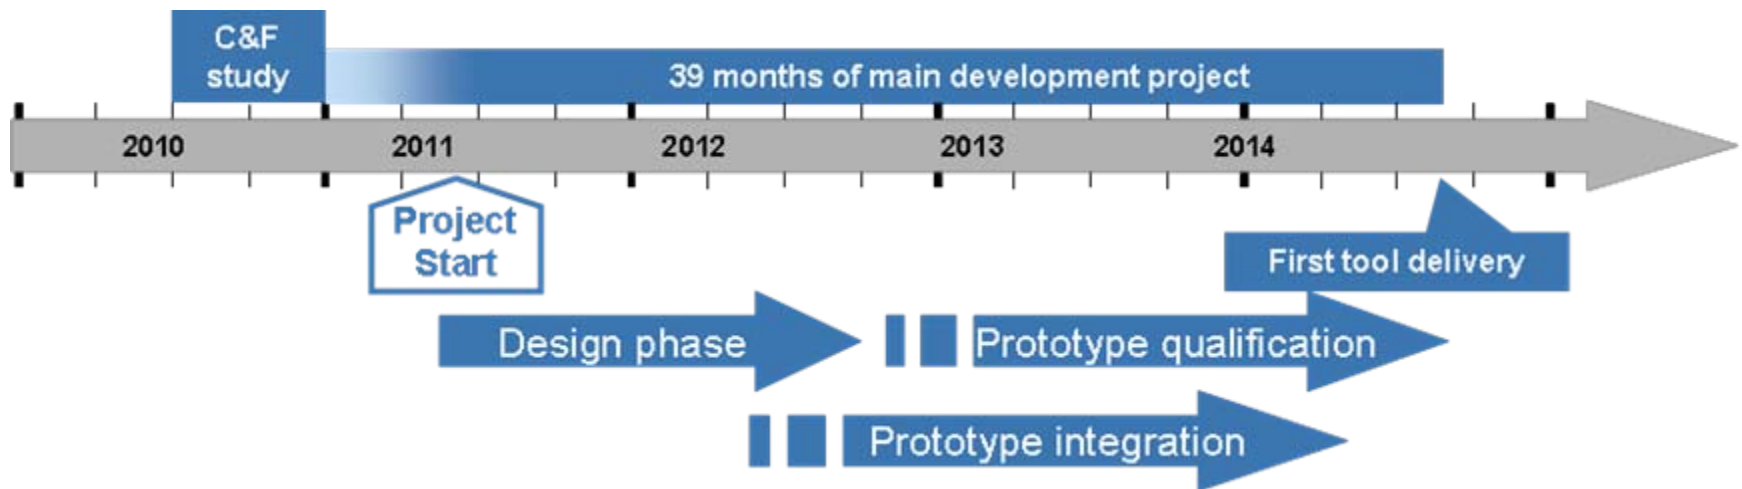 C&F
study
39 months of main development project
2010 2011 2012 2013 2014
Project
Start
First tool delivery
Design phase
Prototype qualification
Prototype integration